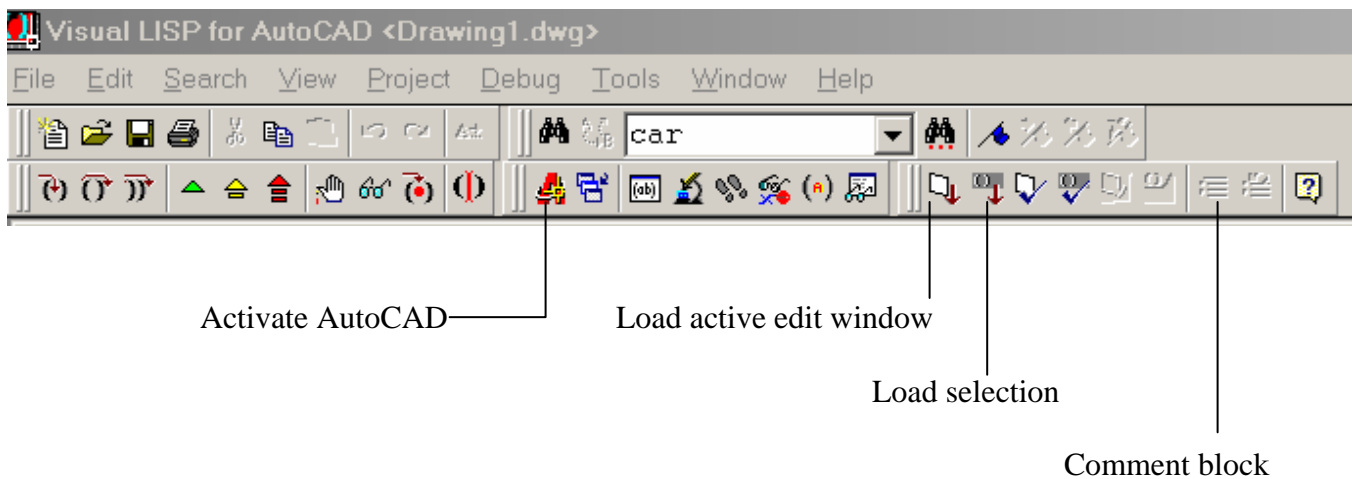 Visual LISP for AutoCAD <Drawing1.dwg>
File Edit Search View Project Debug Tools Window Help
car
Activate AutoCAD
Load active edit window
Load selection
Comment block